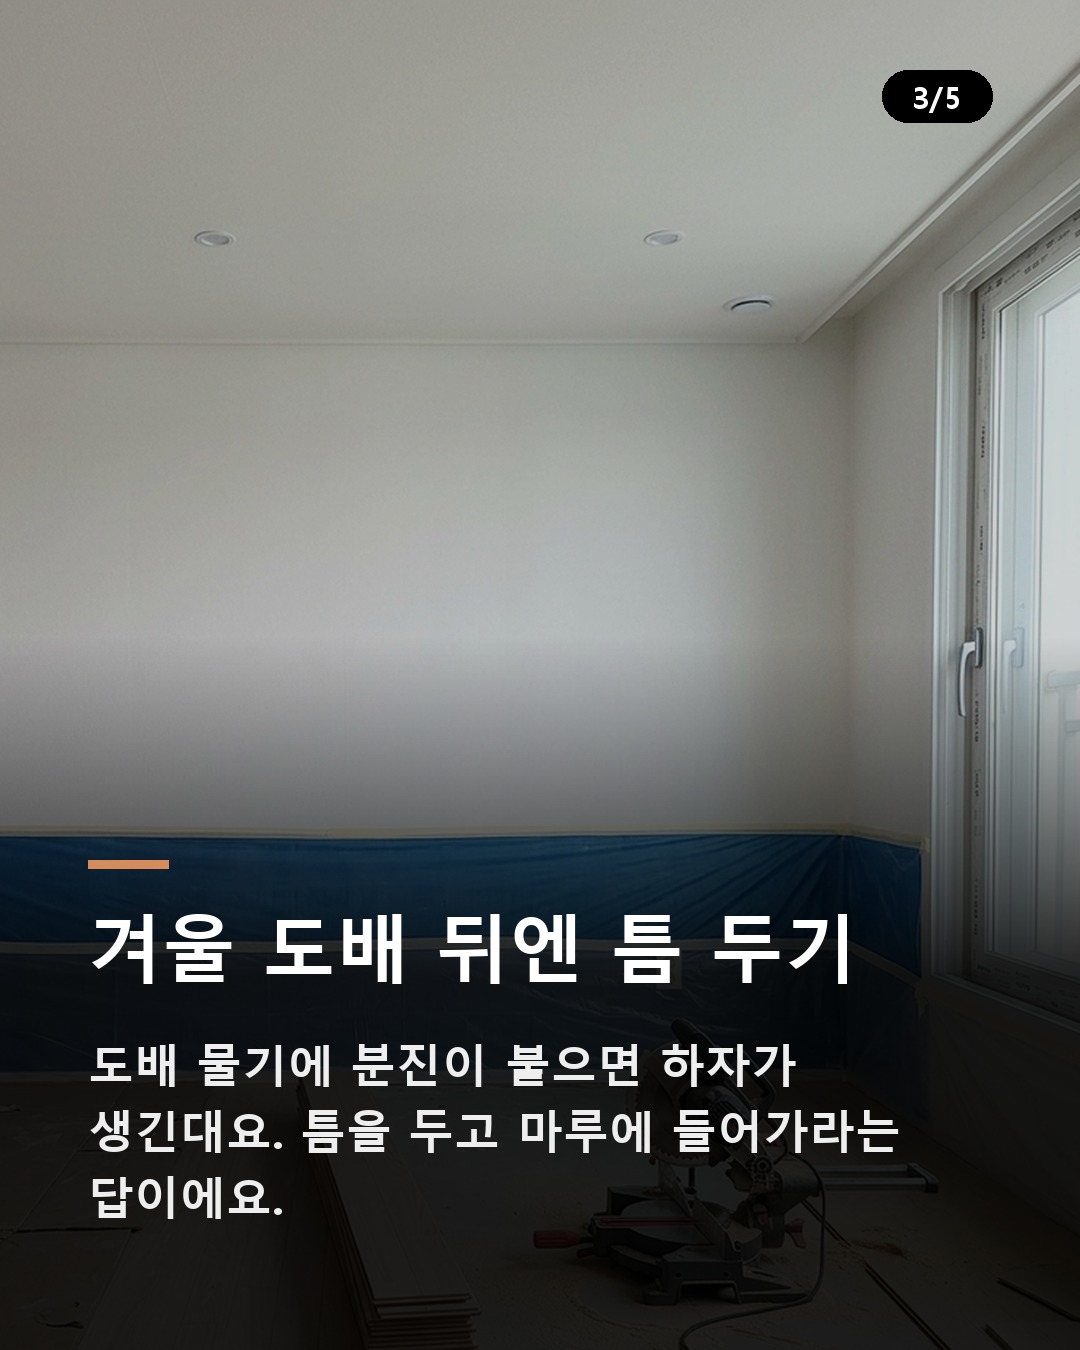 3/5
겨울 도배 뒤엔 틈 두기
도배 물기에 분진이 붙으면 하자가
생긴대요. 틈을 두고 마루에 들어가라는
답이에요.